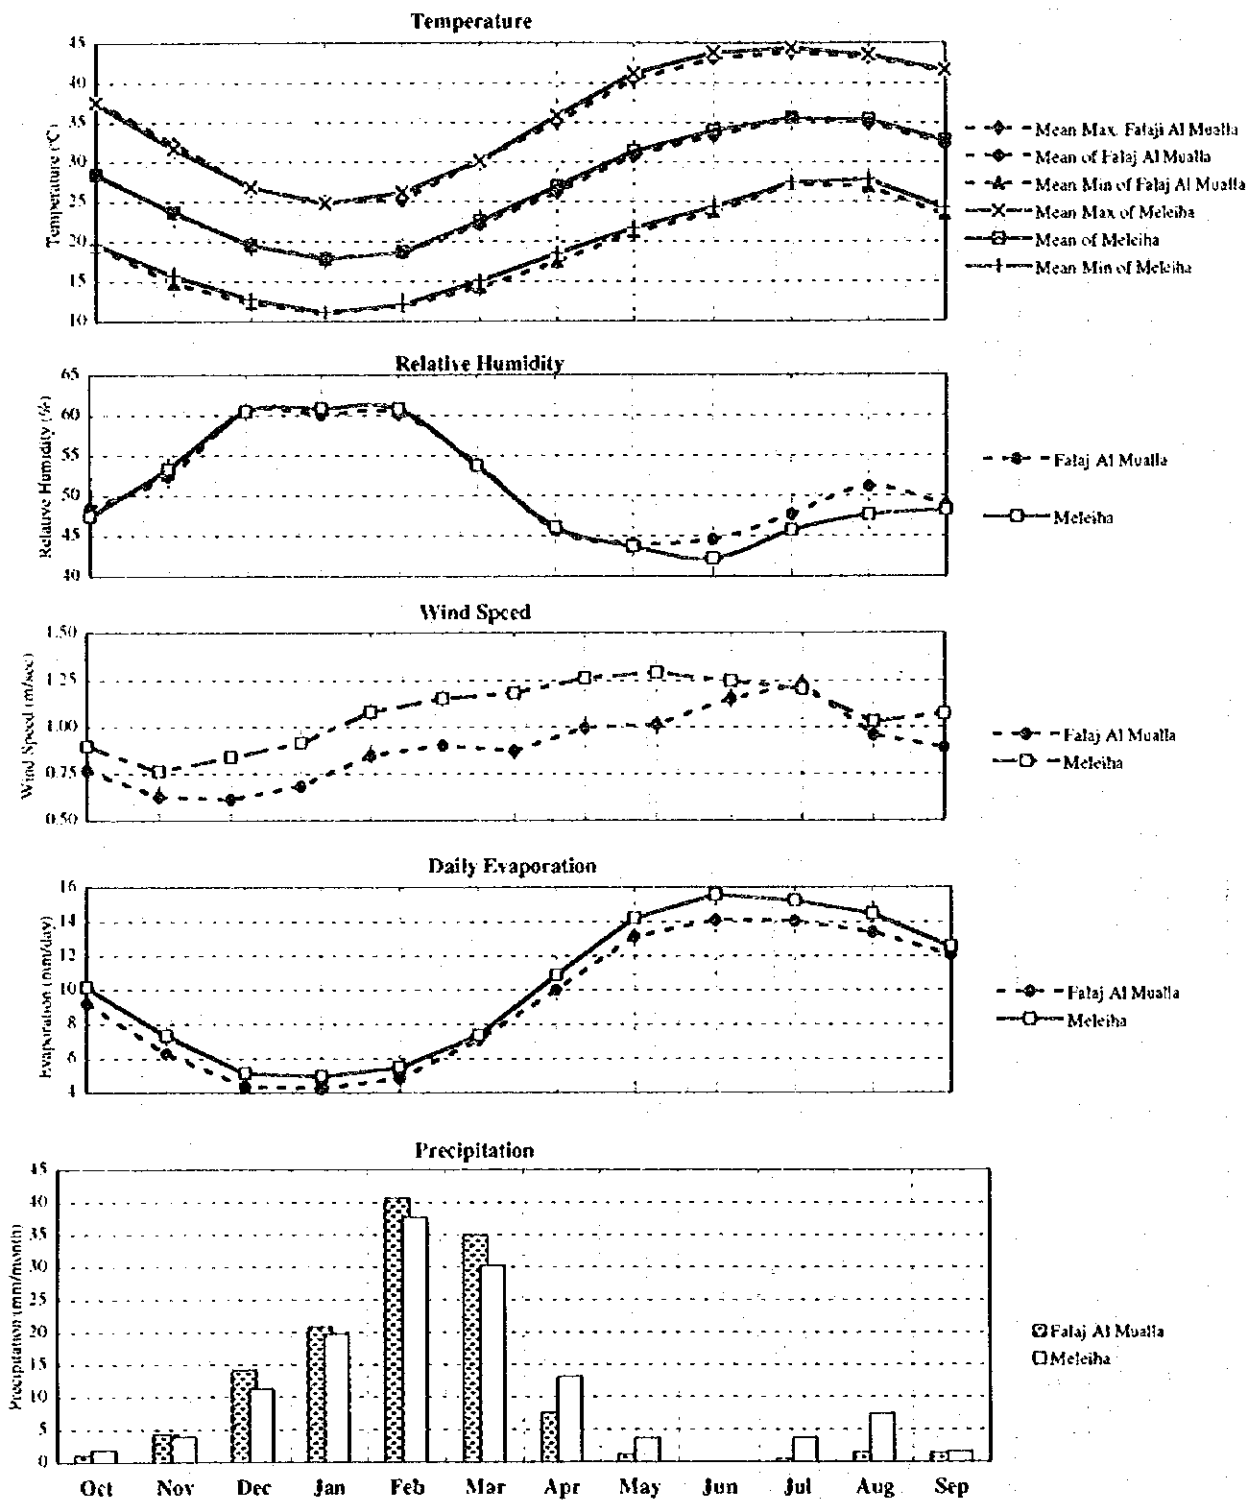 Temperature
Temperature (°C)
45
40
35
30
25
20
15
10
Mean Max. Falaji Al Mualla
Mean of Falaj Al Mualla
Mean Min of Falaj Al Mualla
Mean Max of Meleiha
Mean of Meleiha
Mean Min of Meleiha
Relative Humidity
Relative Humidity (%)
65
60
55
50
45
40
Falaj Al Mualla
Meleiha
Wind Speed
Wind Speed (m/sec)
1.50
1.25
1.00
0.75
0.50
Falaj Al Mualla
Meleiha
Daily Evaporation
Evaporation (mm/day)
16
14
12
10
8
6
4
Falaj Al Mualla
Meleiha
Precipitation
Precipitation (mm/month)
45
40
35
30
25
20
15
10
5
0
Falaj Al Mualla
Meleiha
Oct Nov Dec Jan Feb Mar Apr May Jun Jul Aug Sep